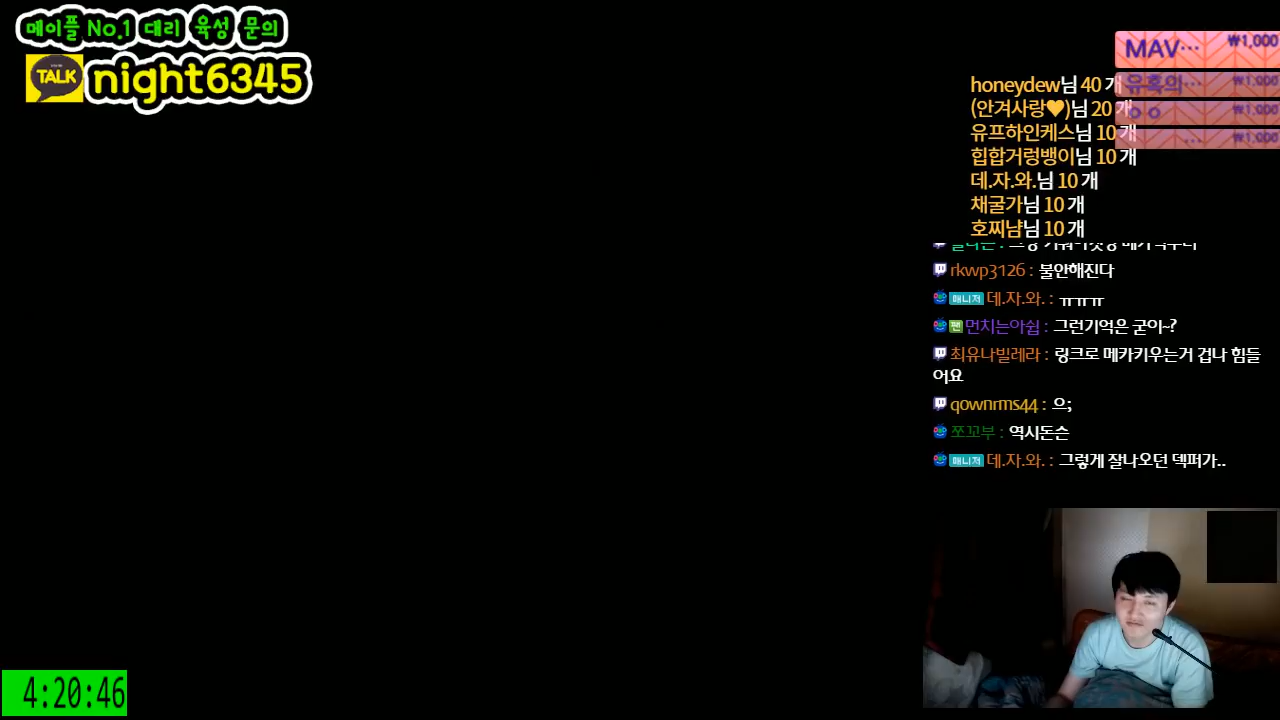 메이플 No.1 대리 육성 문의
TALK night6345
MAV… ₩1,000
유혹의… ₩1,000
ㅇㅇ ₩1,000
… ₩1,000
honeydew님 40 개
(안겨사랑♥)님 20 개
유프하인케스님 10 개
힙합거렁뱅이님 10 개
데.자.와.님 10 개
채굴가님 10 개
호찌냠님 10 개
rkwp3126 : 불안해진다
매니저 데.자.와. : ㅠㅠㅠ
팬 먼치는아쉽 : 그런기억은 굳이~?
최유나빌레라 : 링크로 메카키우는거 겁나 힘들
어요
qownrms44 : 으;
쪼꼬부 : 역시돈슨
매니저 데.자.와. : 그렇게 잘나오던 덱퍼가..
4:20:46